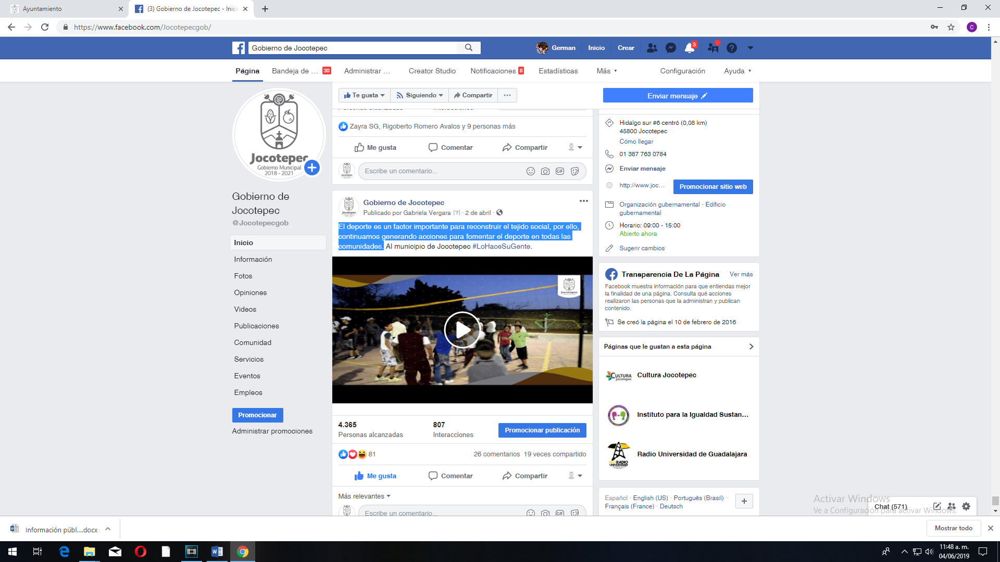 Ayuntamiento
(3) Gobierno de Jocotepec - Inici
https://www.facebook.com/Jocotepecgob/
C
Gobierno de Jocotepec
German
Inicio
Crear
3
Página
Bandeja de ... 30
Administrar ...
Creator Studio
Notificaciones 8
Estadísticas
Más
Configuración
Ayuda
Te gusta
Siguiendo
Compartir
Enviar mensaje
Jocotepec
Gobierno Municipal
2018 - 2021
Gobierno de
Jocotepec
@Jocotepecgob
Inicio
Información
Fotos
Opiniones
Videos
Publicaciones
Comunidad
Servicios
Eventos
Empleos
Promocionar
Administrar promociones
Zayra SG, Rigoberto Romero Avalos y 9 personas más
Me gusta
Comentar
Compartir
Escribe un comentario...
GIF
Gobierno de Jocotepec
Publicado por Gabriela Vergara [?] · 2 de abril ·
El deporte es un factor importante para reconstruir el tejido social, por ello,
continuamos generando acciones para fomentar el deporte en todas las
comunidades. Al municipio de Jocotepec #LoHaceSuGente.
Jocotepec
4.365
Personas alcanzadas
807
Interacciones
Promocionar publicación
81
26 comentarios 19 veces compartido
Me gusta
Comentar
Compartir
Más relevantes
Escribe un comentario...
Hidalgo sur #6 centró (0,08 km)
45800 Jocotepec
Cómo llegar
01 387 763 0784
Enviar mensaje
http://www.joc...
Promocionar sitio web
Organización gubernamental · Edificio
gubernamental
Horario: 09:00 - 15:00
Abierto ahora
Sugerir cambios
Transparencia De La Página
Ver más
Facebook muestra información para que entiendas mejor
la finalidad de una página. Consulta qué acciones
realizaron las personas que la administran y publican
contenido.
Se creó la página el 10 de febrero de 2016
Páginas que le gustan a esta página
CULTURA
Jocotepec
Cultura Jocotepec
Instituto para la Igualdad Sustan...
RADIO
Radio Universidad de Guadalajara
Español · English (US) · Português (Brasil) ·
Français (France) · Deutsch
Activar Windows
Ve a Configuración para activar Windows.
Chat (571)
Información públ....docx
Mostrar todo
11:48 a. m.
04/06/2019